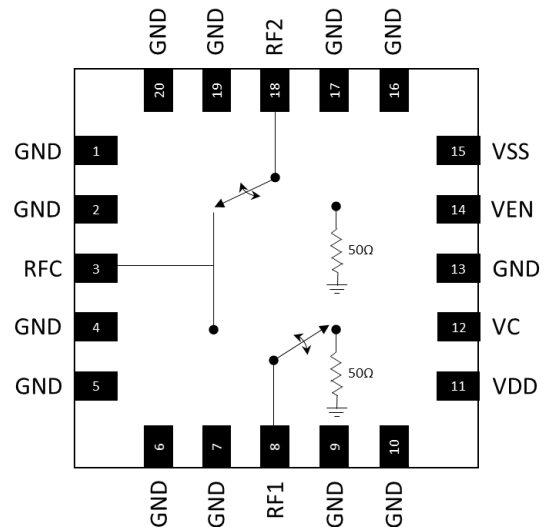 GND
GND
RF2
GND
GND
20
19
18
17
16
GND
1
15
VSS
GND
2
14
VEN
RFC
3
50Ω
13
GND
GND
4
12
VC
GND
5
50Ω
11
VDD
6
7
8
9
10
GND
GND
RF1
GND
GND